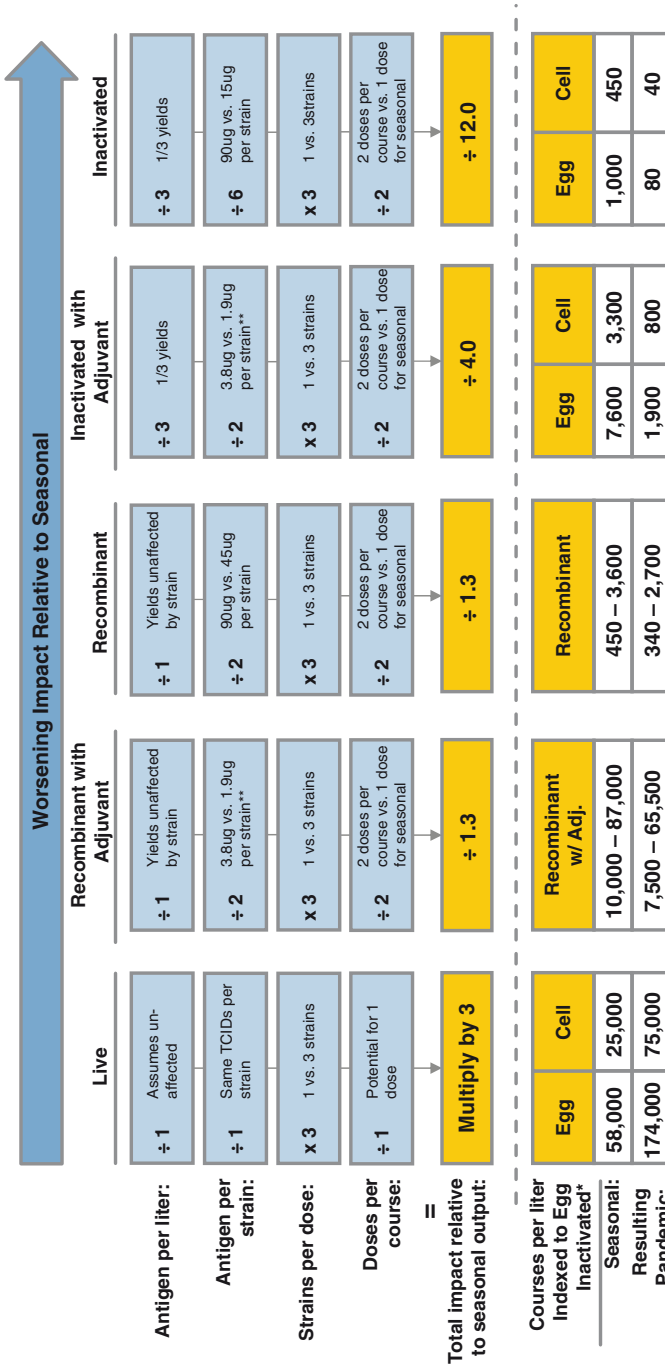 Worsening Impact Relative to Seasonal
Live
Recombinant with
Adjuvant
Recombinant
Inactivated with
Adjuvant
Inactivated
Antigen per liter:
÷ 1 Assumes un-
affected
÷ 1 Yields unaffected
by strain
÷ 1 Yields unaffected
by strain
÷ 3 1/3 yields
÷ 3 1/3 yields
Antigen per
strain:
÷ 1 Same TCIDs per
strain
÷ 2 3.8ug vs. 1.9ug
per strain**
÷ 2 90ug vs. 45ug
per strain
÷ 2 3.8ug vs. 1.9ug
per strain**
÷ 6 90ug vs. 15ug
per strain
Strains per dose:
x 3 1 vs. 3 strains
x 3 1 vs. 3 strains
x 3 1 vs. 3 strains
x 3 1 vs. 3 strains
x 3 1 vs. 3strains
Doses per
course:
÷ 1 Potential for 1
dose
÷ 2 2 doses per
course vs. 1 dose
for seasonal
÷ 2 2 doses per
course vs. 1 dose
for seasonal
÷ 2 2 doses per
course vs. 1 dose
for seasonal
÷ 2 2 doses per
course vs. 1 dose
for seasonal
=
Total impact relative
to seasonal output:
Multiply by 3
÷ 1.3
÷ 1.3
÷ 4.0
÷ 12.0
Courses per liter
Indexed to Egg
Inactivated*
Egg Cell
Recombinant
w/ Adj.
Recombinant
Egg Cell
Egg Cell
Seasonal: 58,000 25,000 10,000 – 87,000 450 – 3,600 7,600 3,300 1,000 450
Resulting
Pandemic:
174,000 75,000 7,500 – 65,500 340 – 2,700 1,900 800 80 40